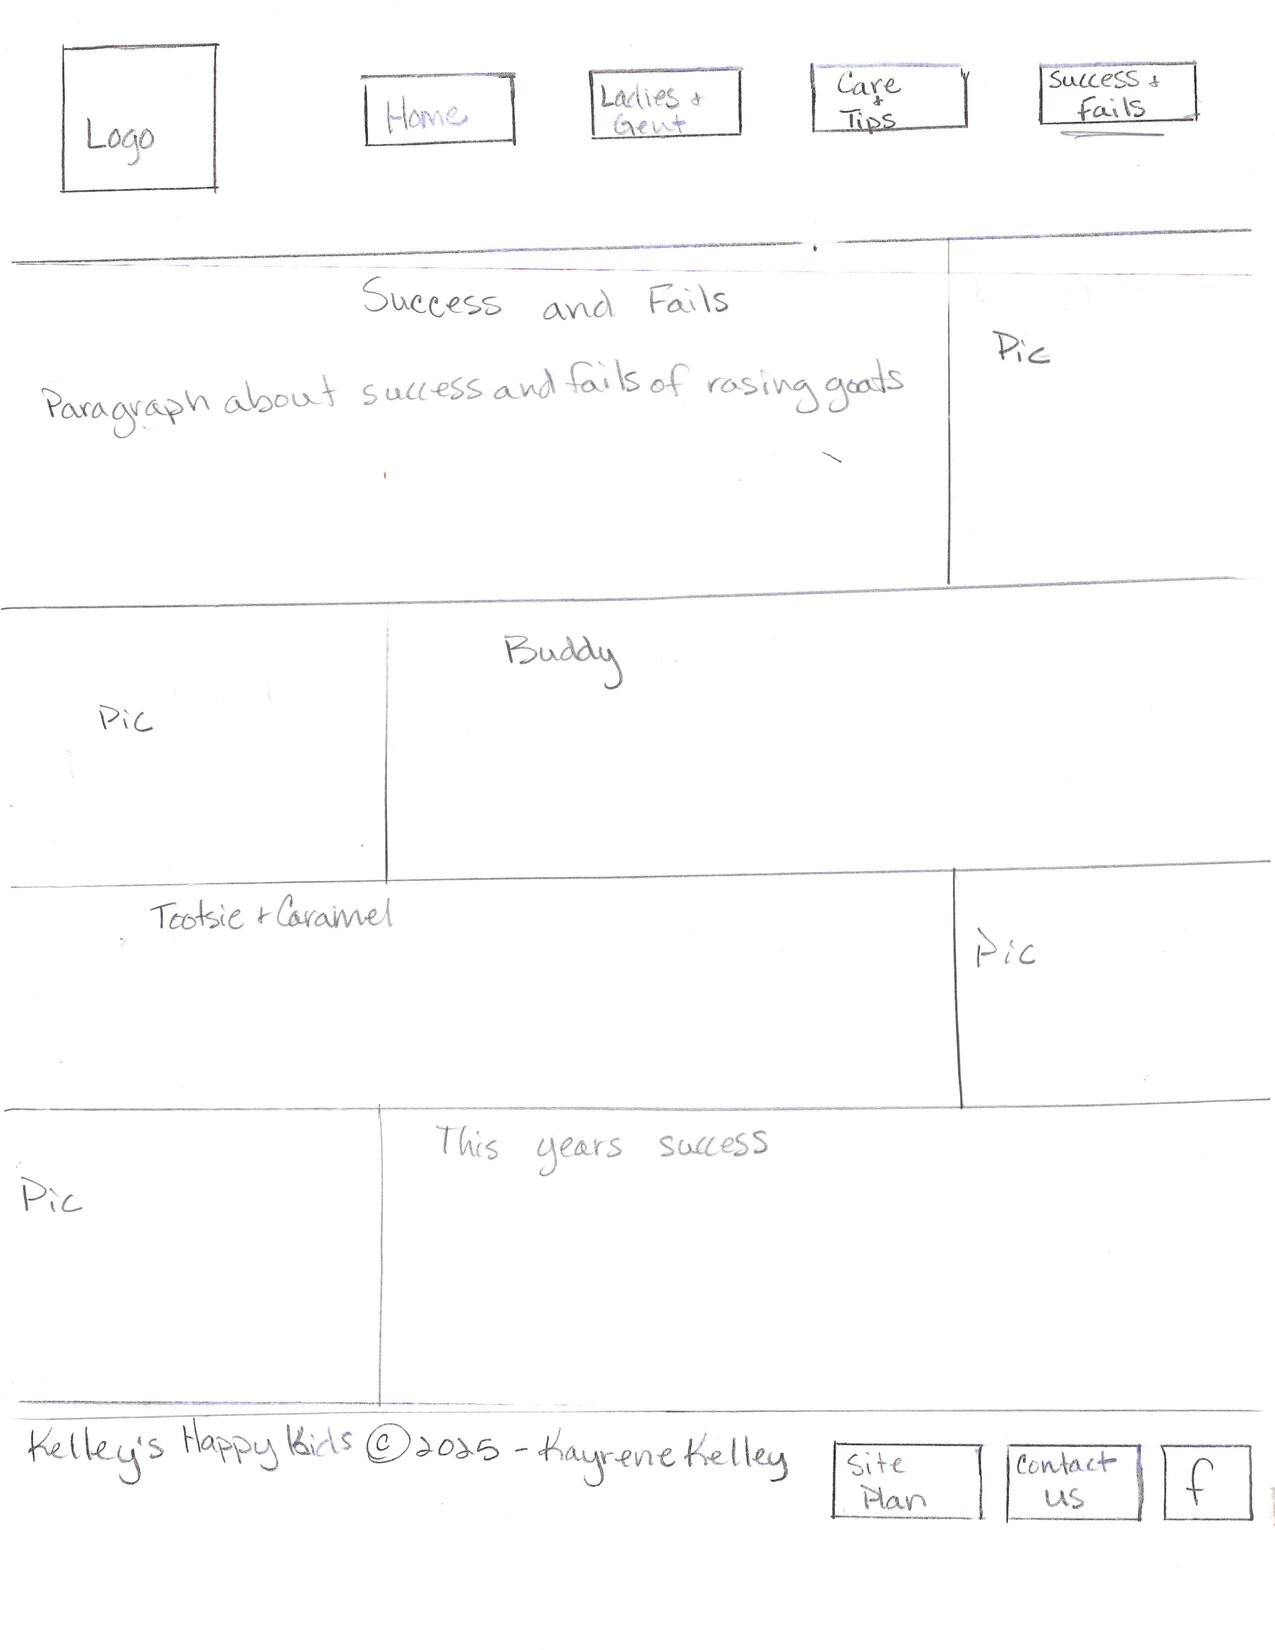 Logo
Home
Ladies +
Gent
Care
+
Tips
Success +
Fails
Success and Fails
Paragraph about success and fails of rasing goats
Pic
Pic
Buddy
Tootsie + Caramel
Pic
Pic
This years success
Kelley's Happy Kids © 2025 - Kayrene Kelley
Site
Plan
Contact
us
f